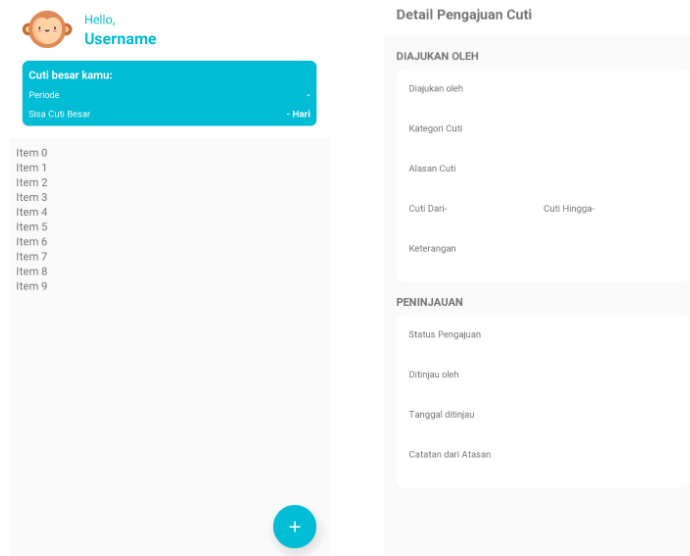 Hello,
Username
Cuti besar kamu:
Periode -
Sisa Cuti Besar - Hari
Item 0
Item 1
Item 2
Item 3
Item 4
Item 5
Item 6
Item 7
Item 8
Item 9
+
Detail Pengajuan Cuti
DIAJUKAN OLEH
Diajukan oleh
Kategori Cuti
Alasan Cuti
Cuti Dari- Cuti Hingga-
Keterangan
PENINJAUAN
Status Pengajuan
Ditinjau oleh
Tanggal ditinjau
Catatan dari Atasan